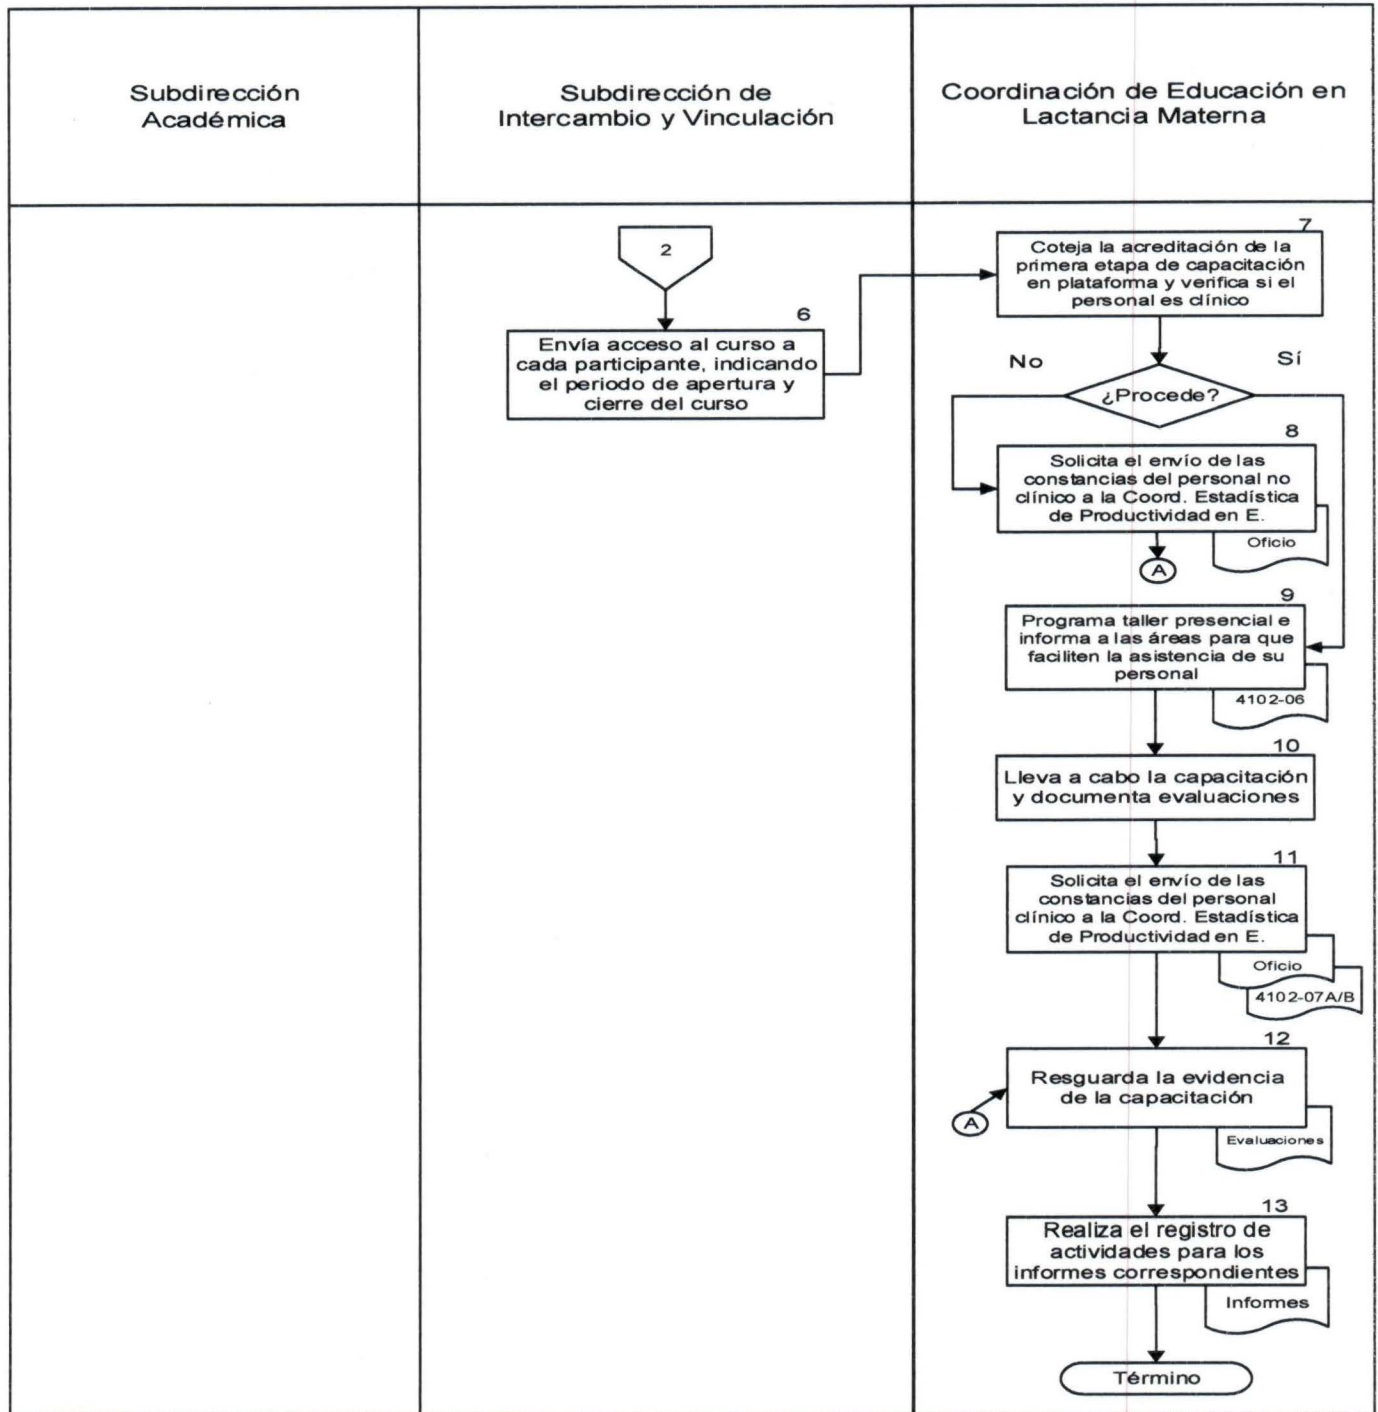 Subdirección
Académica
Subdirección de
Intercambio y Vinculación
Coordinación de Educación en
Lactancia Materna
2
6
Envía acceso al curso a
cada participante, indicando
el periodo de apertura y
cierre del curso
7
Coteja la acreditación de la
primera etapa de capacitación
en plataforma y verifica si el
personal es clínico
No
Sí
¿Procede?
8
Solicita el envío de las
constancias del personal no
clínico a la Coord. Estadística
de Productividad en E.
Oficio
A
9
Programa taller presencial e
informa a las áreas para que
faciliten la asistencia de su
personal
4102-06
10
Lleva a cabo la capacitación
y documenta evaluaciones
11
Solicita el envío de las
constancias del personal
clínico a la Coord. Estadística
de Productividad en E.
Oficio
4102-07A/B
12
Resguarda la evidencia
de la capacitación
A
Evaluaciones
13
Realiza el registro de
actividades para los
informes correspondientes
Informes
Término